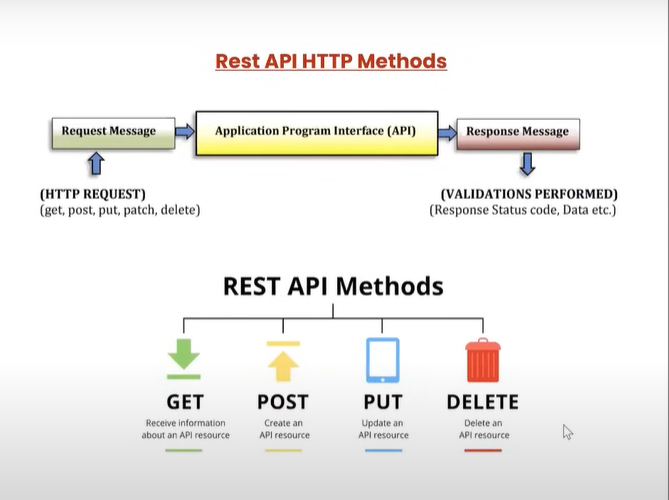 Rest API HTTP Methods
Request Message
Application Program Interface (API)
Response Message
(HTTP REQUEST)
(get, post, put, patch, delete)
(VALIDATIONS PERFORMED)
(Response Status code, Data etc.)
REST API Methods
GET
Receive information
about an API resource
POST
Create an
API resource
PUT
Update an
API resource
DELETE
Delete an
API resource